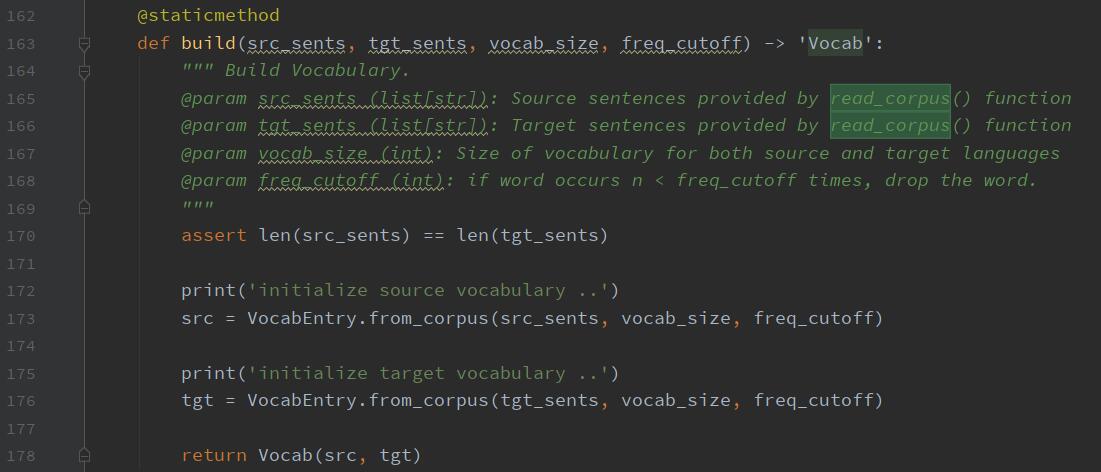 162 @staticmethod
163 def build(src_sents, tgt_sents, vocab_size, freq_cutoff) -> 'Vocab':
164 """ Build Vocabulary.
165 @param src_sents (list[str]): Source sentences provided by read_corpus() function
166 @param tgt_sents (list[str]): Target sentences provided by read_corpus() function
167 @param vocab_size (int): Size of vocabulary for both source and target languages
168 @param freq_cutoff (int): if word occurs n < freq_cutoff times, drop the word.
169 """
170 assert len(src_sents) == len(tgt_sents)
171
172 print('initialize source vocabulary ..')
173 src = VocabEntry.from_corpus(src_sents, vocab_size, freq_cutoff)
174
175 print('initialize target vocabulary ..')
176 tgt = VocabEntry.from_corpus(tgt_sents, vocab_size, freq_cutoff)
177
178 return Vocab(src, tgt)